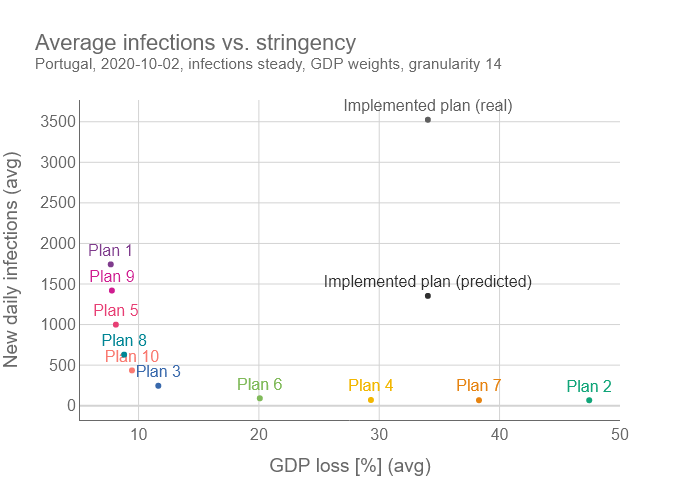 Average infections vs. stringency
Portugal, 2020-10-02, infections steady, GDP weights, granularity 14
New daily infections (avg)
3500
3000
2500
2000
1500
1000
500
0
Implemented plan (real)
Plan 1
Plan 9
Implemented plan (predicted)
Plan 5
Plan 8
Plan 10
Plan 3
Plan 6
Plan 4
Plan 7
Plan 2
10
20
30
40
50
GDP loss [%] (avg)